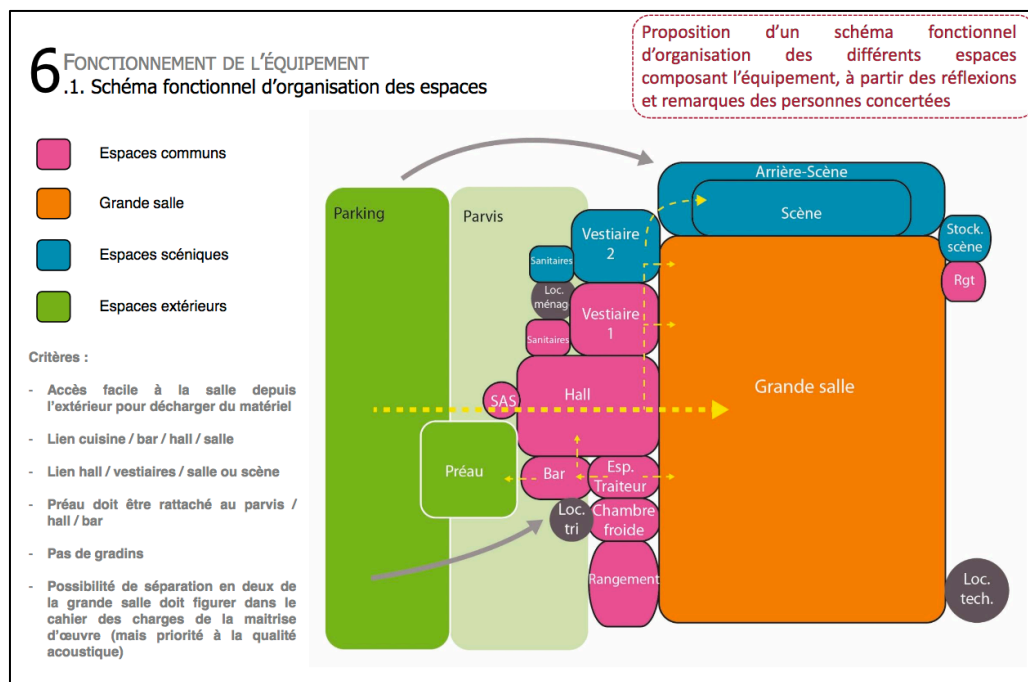 6 FONCTIONNEMENT DE L'ÉQUIPEMENT
.1. Schéma fonctionnel d'organisation des espaces
Proposition d'un schéma fonctionnel
d'organisation des différents espaces
composant l'équipement, à partir des réflexions
et remarques des personnes concertées
Espaces communs
Grande salle
Espaces scéniques
Espaces extérieurs
Critères :
- Accès facile à la salle depuis
l'extérieur pour décharger du matériel
- Lien cuisine / bar / hall / salle
- Lien hall / vestiaires / salle ou scène
- Préau doit être rattaché au parvis /
hall / bar
- Pas de gradins
- Possibilité de séparation en deux de
la grande salle doit figurer dans le
cahier des charges de la maitrise
d'œuvre (mais priorité à la qualité
acoustique)
Parking
Parvis
Arrière-Scène
Scène
Vestiaire
2
Stock.
scène
Sanitaires
Rgt
Loc.
ménag
Vestiaire
1
Sanitaires
SAS
Hall
Grande salle
Préau
Bar
Esp.
Traiteur
Loc.
tri
Chambre
froide
Rangement
Loc.
tech.